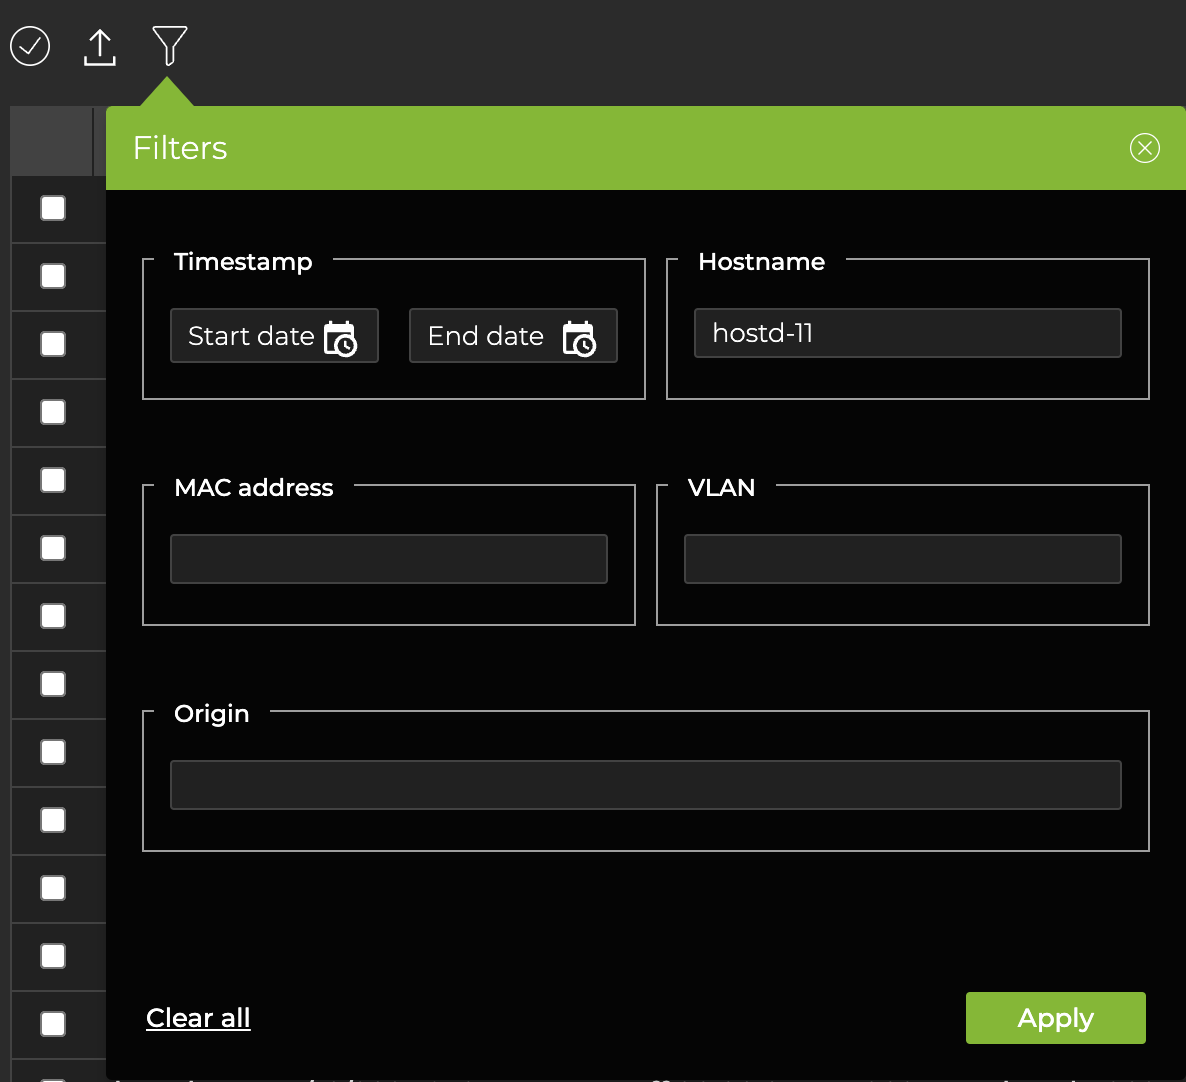 Filters
Timestamp
Hostname
Start date
End date
hostd-11
MAC address
VLAN
Origin
Clear all
Apply